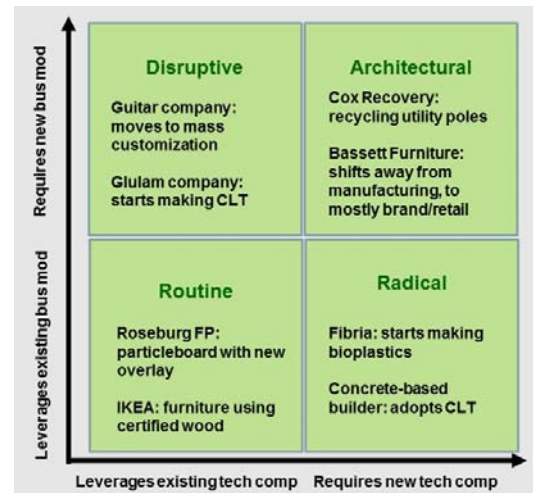 Requires new bus mod
Leverages existing bus mod
Disruptive
Guitar company:
moves to mass
customization
Glulam company:
starts making CLT
Architectural
Cox Recovery:
recycling utility poles
Bassett Furniture:
shifts away from
manufacturing, to
mostly brand/retail
Routine
Roseburg FP:
particleboard with new
overlay
IKEA: furniture using
certified wood
Radical
Fibria: starts making
bioplastics
Concrete-based
builder: adopts CLT
Leverages existing tech comp
Requires new tech comp